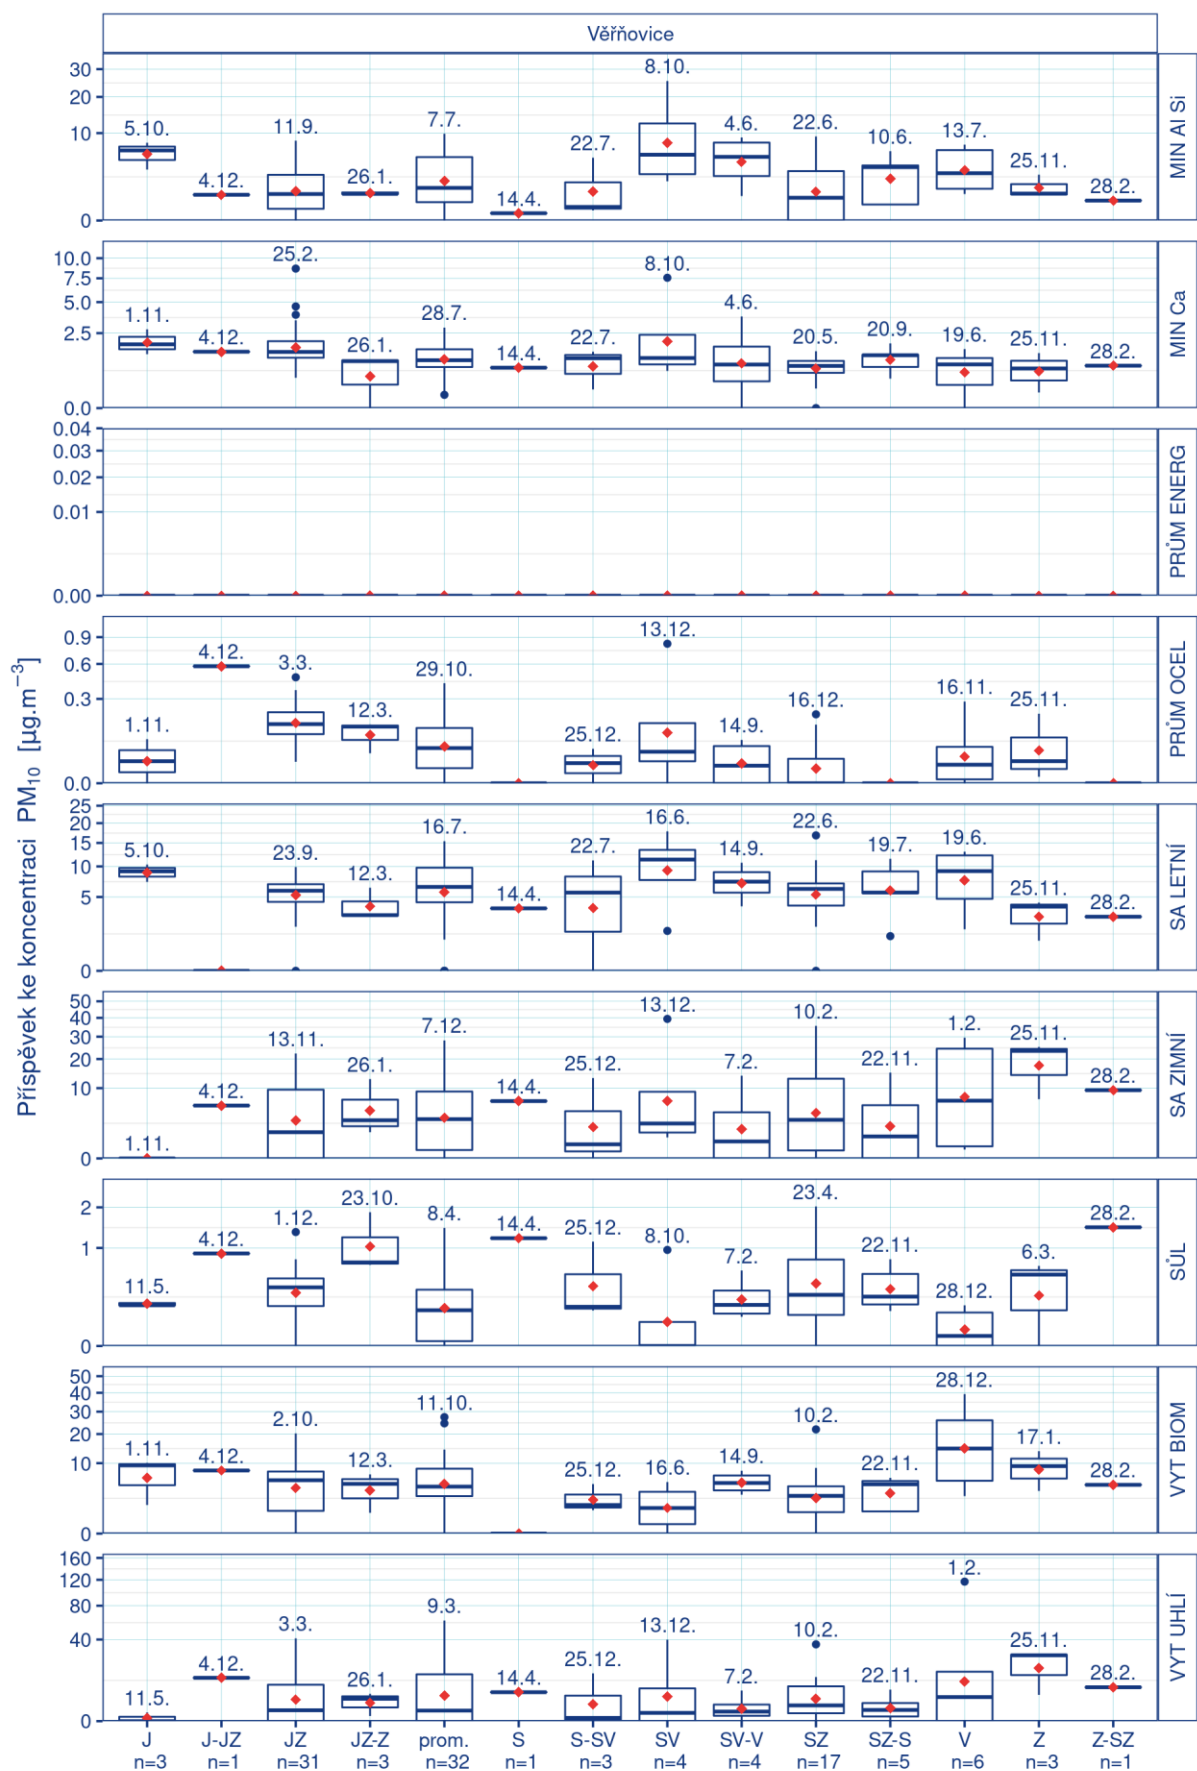 Věřňovice
Příspěvek ke koncentraci PM₁₀ [µg.m⁻³]
MIN Al Si
30
20
10
0
5.10. 4.12. 11.9. 26.1. 7.7. 14.4. 22.7. 8.10. 4.6. 22.6. 10.6. 13.7. 25.11. 28.2.
MIN Ca
10.0
7.5
5.0
2.5
0.0
1.11. 4.12. 25.2. 26.1. 28.7. 14.4. 22.7. 8.10. 4.6. 20.5. 20.9. 19.6. 25.11. 28.2.
PRŮM ENERG
0.04
0.03
0.02
0.01
0.00
PRŮM OCEL
0.9
0.6
0.3
0.0
1.11. 4.12. 3.3. 12.3. 29.10. 25.12. 13.12. 14.9. 16.12. 16.11. 25.11.
SA LETNÍ
25
20
15
10
5
0
5.10. 23.9. 12.3. 16.7. 14.4. 22.7. 16.6. 14.9. 22.6. 19.7. 19.6. 25.11. 28.2.
SA ZIMNÍ
50
40
30
20
10
0
1.11. 4.12. 13.11. 26.1. 7.12. 14.4. 25.12. 13.12. 7.2. 10.2. 22.11. 1.2. 25.11. 28.2.
SŮL
2
1
0
11.5. 4.12. 1.12. 23.10. 8.4. 14.4. 25.12. 8.10. 7.2. 23.4. 22.11. 28.12. 6.3. 28.2.
VYT BIOM
50
40
30
20
10
0
1.11. 4.12. 2.10. 12.3. 11.10. 25.12. 16.6. 14.9. 10.2. 22.11. 28.12. 17.1. 28.2.
VYT UHLÍ
160
120
80
40
0
11.5. 4.12. 3.3. 26.1. 9.3. 14.4. 25.12. 13.12. 7.2. 10.2. 22.11. 1.2. 25.11. 28.2.
J J-JZ JZ JZ-Z prom. S S-SV SV SV-V SZ SZ-S V Z Z-SZ
n=3 n=1 n=31 n=3 n=32 n=1 n=3 n=4 n=4 n=17 n=5 n=6 n=3 n=1